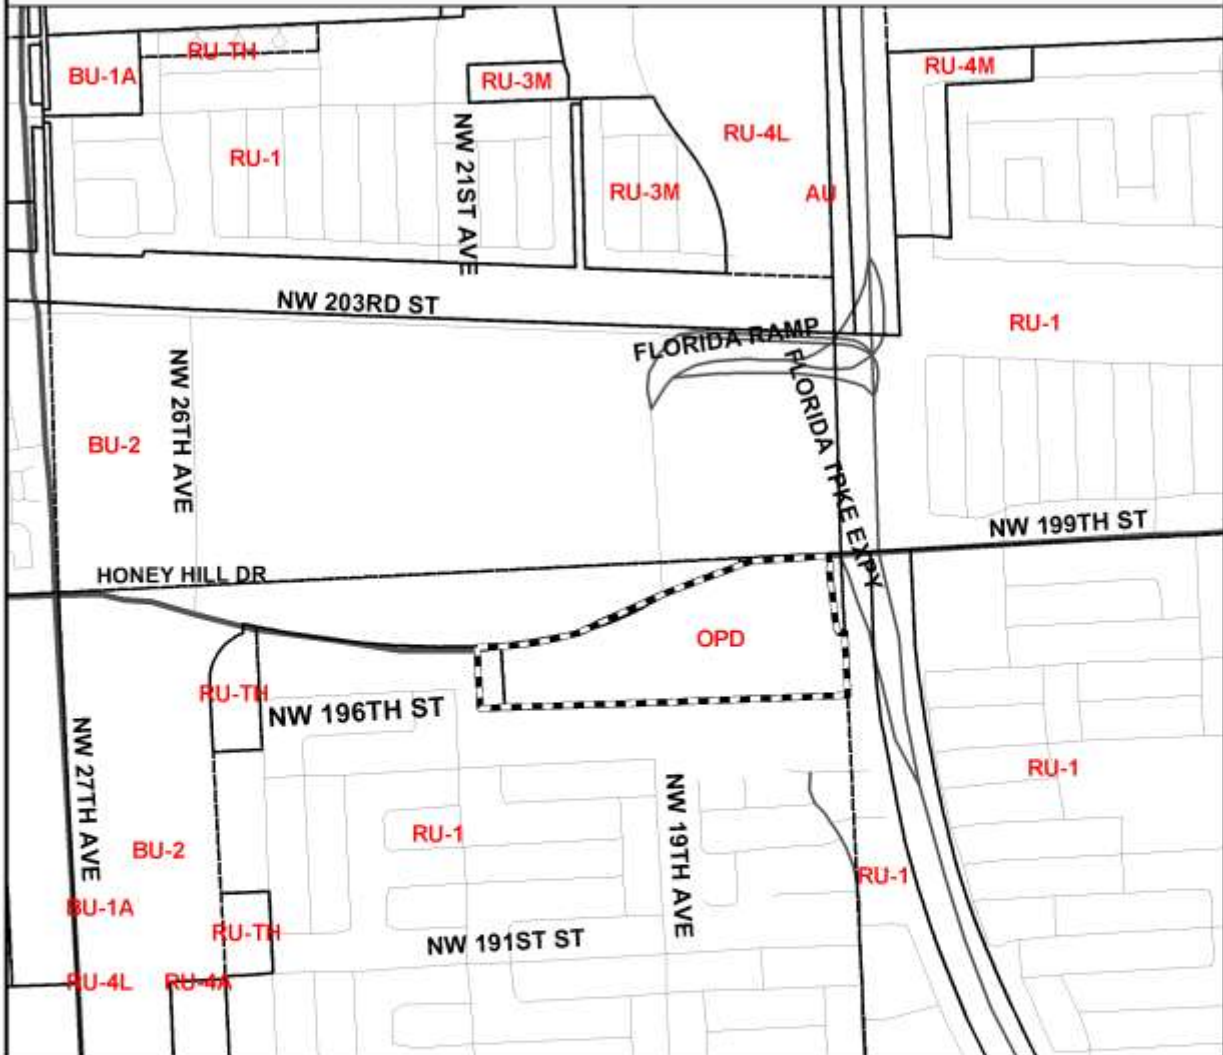 RU-TH
BU-1A
RU-3M
RU-4M
RU-1
NW 21ST AVE
RU-4L
RU-3M
AU
NW 203RD ST
FLORIDA RAMP
RU-1
NW 26TH AVE
FLORIDA TPKE EXPY
BU-2
NW 199TH ST
HONEY HILL DR
OPD
RU-TH
NW 196TH ST
NW 27TH AVE
RU-1
NW 19TH AVE
RU-1
BU-2
RU-1
BU-1A
RU-TH
NW 191ST ST
RU-4L
RU-4A